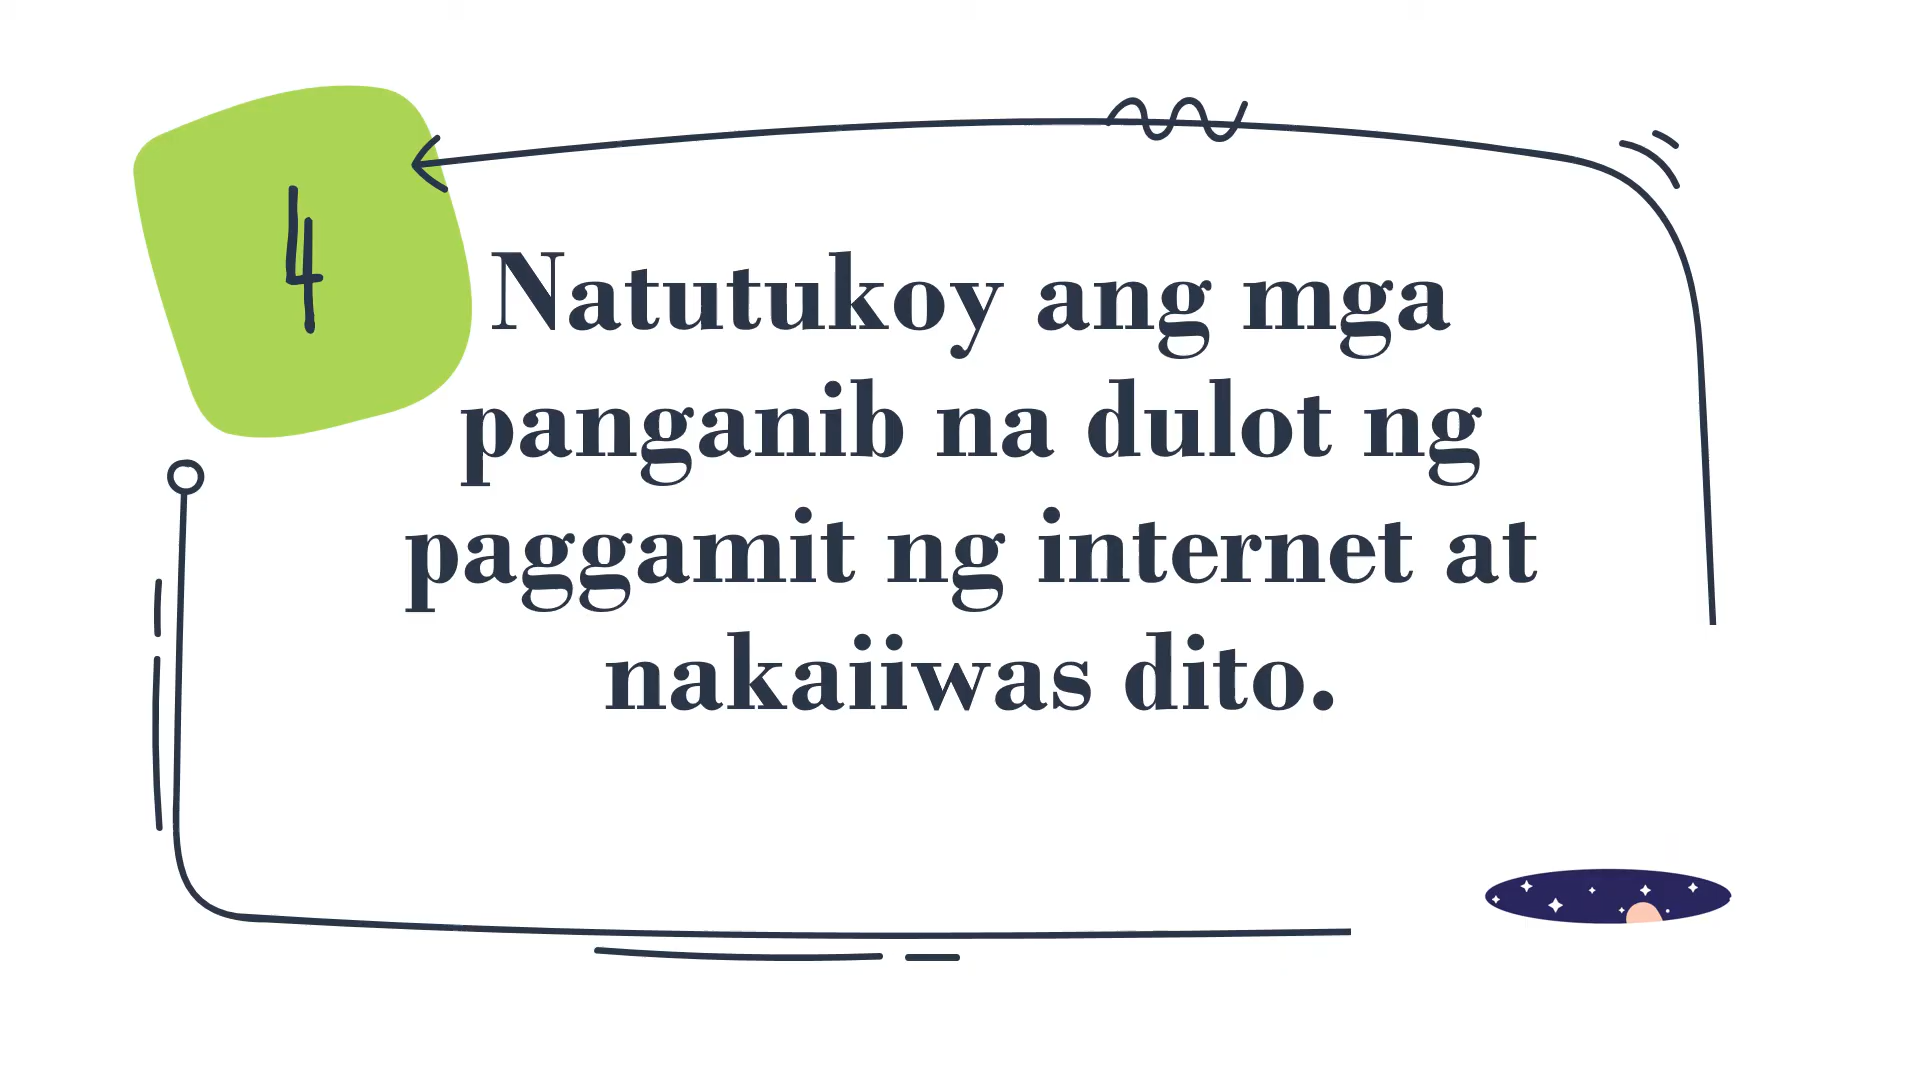 4
Natutukoy ang mga
panganib na dulot ng
paggamit ng internet at
nakaiiwas dito.